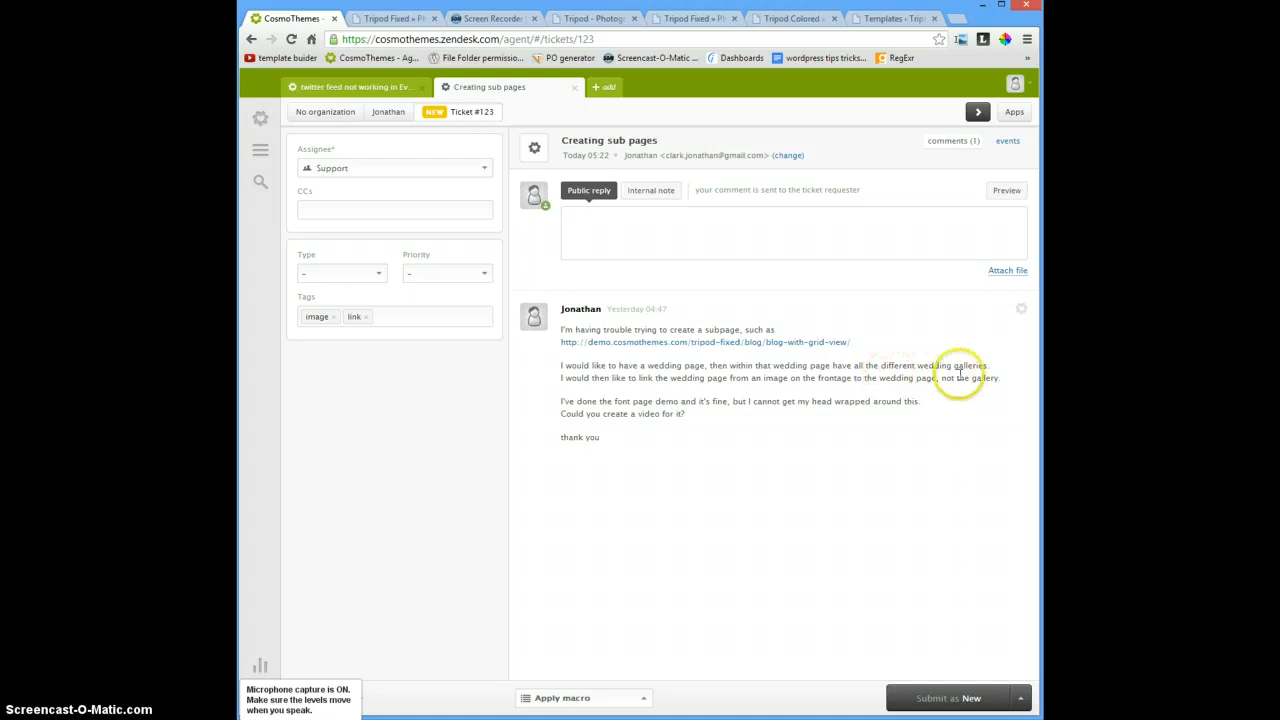 CosmoThemes -
Tripod Fixed » Ph
Screen Recorder
Tripod - Photogr
Tripod Fixed » Ph
Tripod Colored »
Templates ‹ Trip
https://cosmothemes.zendesk.com/agent/#/tickets/123
template buider
CosmoThemes - Ag...
File Folder permissio...
PO generator
Screencast-O-Matic ...
Dashboards
wordpress tips tricks...
RegExr
»
twitter feed not working in Ev...
Creating sub pages
+ add
No organization
Jonathan
NEW Ticket #123
Apps
Assignee*
Support
CCs
Type
Priority
-
-
Tags
image × link ×
Creating sub pages
comments (1)
events
Today 05:22 Jonathan <clark.jonathan@gmail.com> (change)
Public reply
Internal note
your comment is sent to the ticket requester
Preview
Attach file
Jonathan Yesterday 04:47
I'm having trouble trying to create a subpage, such as
http://demo.cosmothemes.com/tripod-fixed/blog/blog-with-grid-view/
I would like to have a wedding page, then within that wedding page have all the different wedding galleries.
I would then like to link the wedding page from an image on the frontage to the wedding page, not the gallery.
I've done the font page demo and it's fine, but I cannot get my head wrapped around this.
Could you create a video for it?
thank you
Microphone capture is ON.
Make sure the levels move
when you speak.
Apply macro
Submit as New
Screencast-O-Matic.com